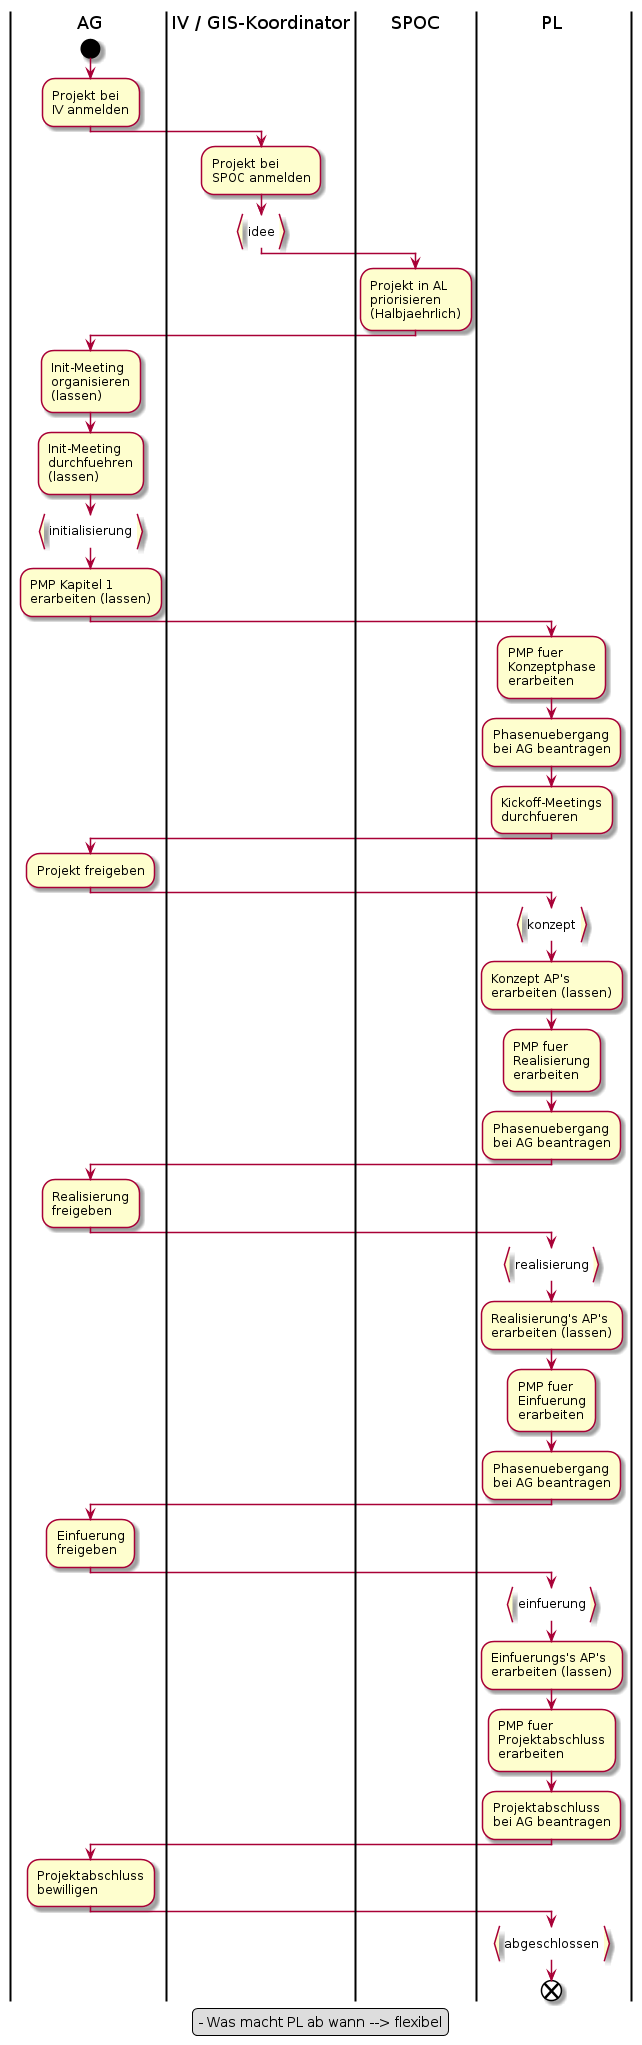 AG
IV / GIS-Koordinator
SPOC
PL
Projekt bei
IV anmelden
Projekt bei
SPOC anmelden
idee
Projekt in AL
priorisieren
(Halbjaehrlich)
Init-Meeting
organisieren
(lassen)
Init-Meeting
durchfuehren
(lassen)
initialisierung
PMP Kapitel 1
erarbeiten (lassen)
PMP fuer
Konzeptphase
erarbeiten
Phasenuebergang
bei AG beantragen
Kickoff-Meetings
durchfueren
Projekt freigeben
konzept
Konzept AP's
erarbeiten (lassen)
PMP fuer
Realisierung
erarbeiten
Phasenuebergang
bei AG beantragen
Realisierung
freigeben
realisierung
Realisierung's AP's
erarbeiten (lassen)
PMP fuer
Einfuerung
erarbeiten
Phasenuebergang
bei AG beantragen
Einfuerung
freigeben
einfuerung
Einfuerungs's AP's
erarbeiten (lassen)
PMP fuer
Projektabschluss
erarbeiten
Projektabschluss
bei AG beantragen
Projektabschluss
bewilligen
abgeschlossen
- Was macht PL ab wann --> flexibel